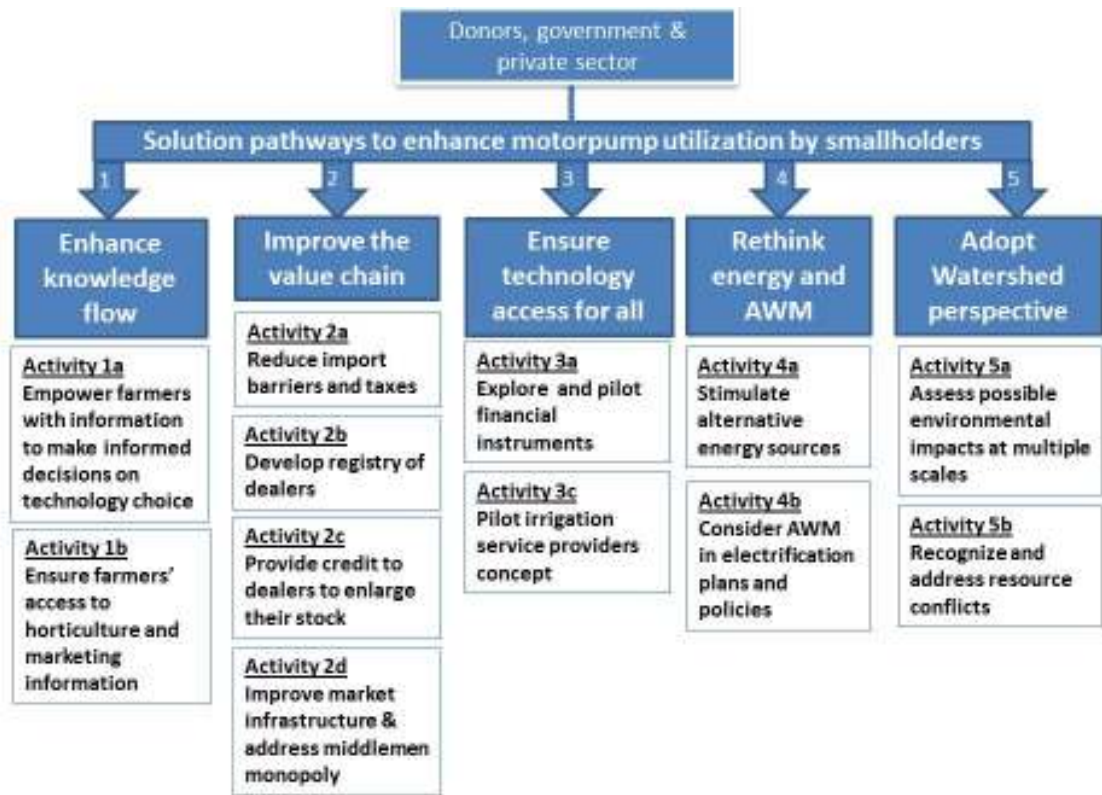 Donors, government &
private sector
Solution pathways to enhance motorpump utilization by smallholders
1
2
3
4
5
Enhance
knowledge
flow
Activity 1a
Empower farmers
with information
to make informed
decisions on
technology choice
Activity 1b
Ensure farmers'
access to
horticulture and
marketing
information
Improve the
value chain
Activity 2a
Reduce import
barriers and taxes
Activity 2b
Develop registry of
dealers
Activity 2c
Provide credit to
dealers to enlarge
their stock
Activity 2d
Improve market
infrastructure &
address middlemen
monopoly
Ensure
technology
access for all
Activity 3a
Explore and pilot
financial
instruments
Activity 3c
Pilot irrigation
service providers
concept
Rethink
energy and
AWM
Activity 4a
Stimulate
alternative
energy sources
Activity 4b
Consider AWM
in electrification
plans and
policies
Adopt
Watershed
perspective
Activity 5a
Assess possible
environmental
impacts at multiple
scales
Activity 5b
Recognize and
address resource
conflicts